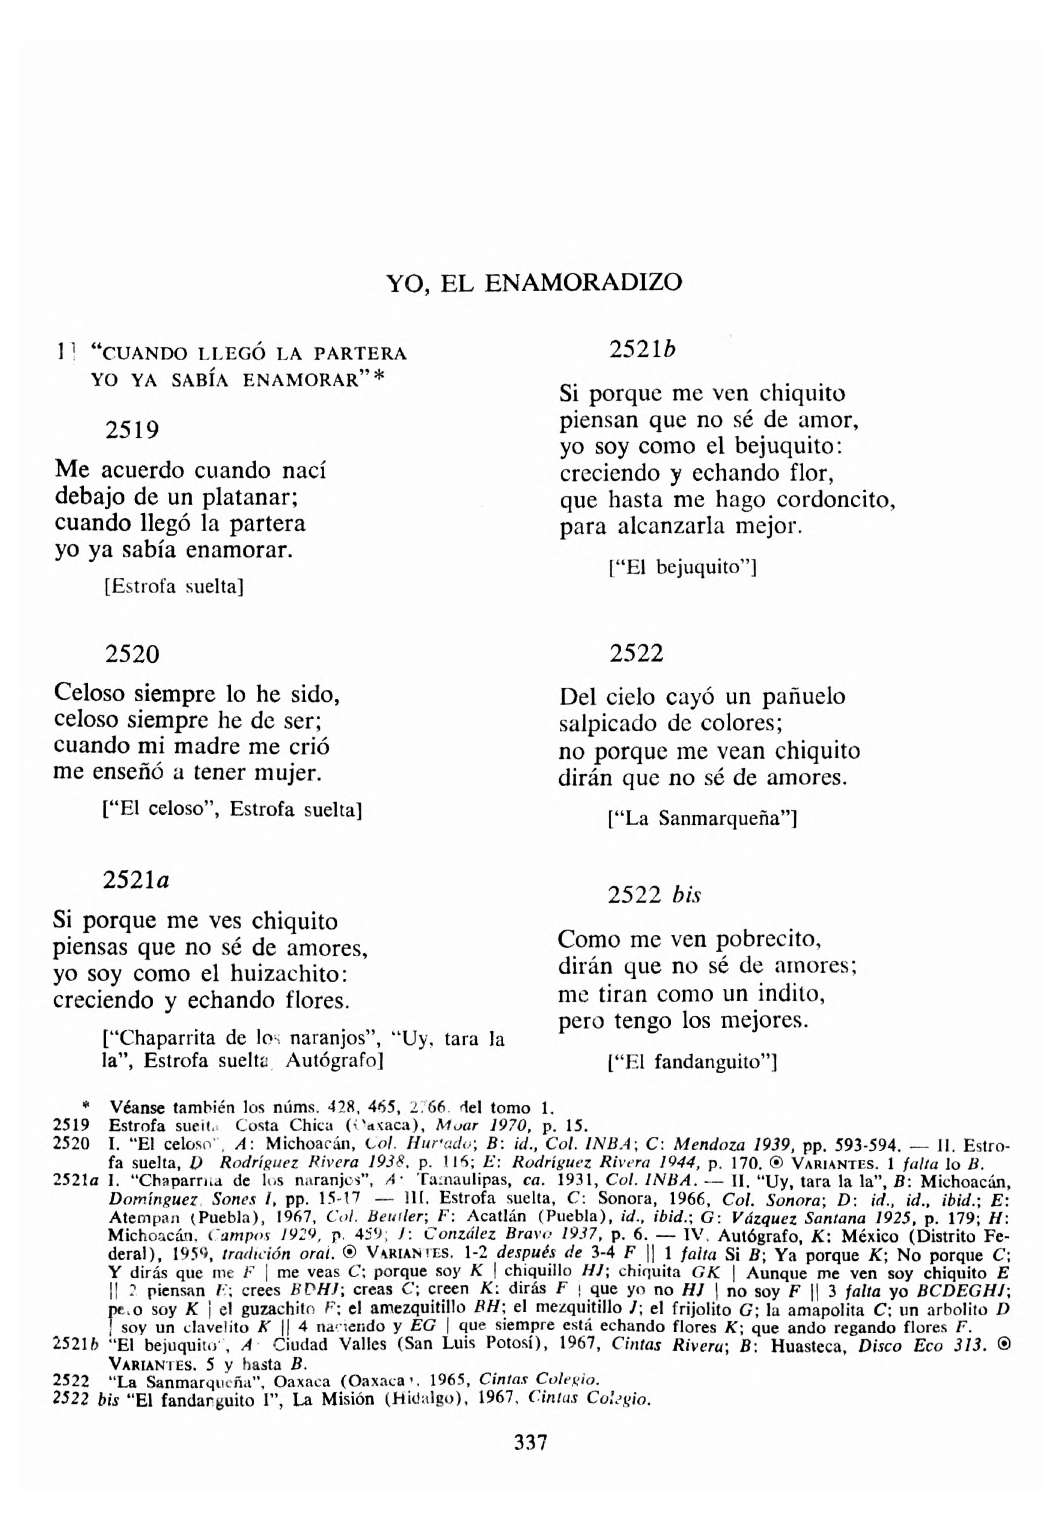 YO, EL ENAMORADIZO
“CUANDO LLEGÓ LA PARTERA
YO YA SABÍA ENAMORAR”*
2519
Me acuerdo cuando nací
debajo de un platanar;
cuando llegó la partera
yo ya sabía enamorar.
[Estrofa suelta]
2520
Celoso siempre lo he sido,
celoso siempre he de ser;
cuando mi madre me crió
me enseñó a tener mujer.
[“El celoso”, Estrofa suelta]
2521a
Si porque me ves chiquito
piensas que no sé de amores,
yo soy como el huizachito:
creciendo y echando flores.
[“Chaparrita de los naranjos”, “Uy, tara la
la”, Estrofa suelta Autógrafo]
2521b
Si porque me ven chiquito
piensan que no sé de amor,
yo soy como el bejuquito:
creciendo y echando flor,
que hasta me hago cordoncito,
para alcanzarla mejor.
[“El bejuquito”]
2522
Del cielo cayó un pañuelo
salpicado de colores;
no porque me vean chiquito
dirán que no sé de amores.
[“La Sanmarqueña”]
2522 bis
Como me ven pobrecito,
dirán que no sé de amores;
me tiran como un indito,
pero tengo los mejores.
[“El fandanguito”]
* Véanse también los núms. 428, 465, del tomo 1.
2519 Estrofa suelta Costa Chica (Oaxaca), Moar 1970, p. 15.
2520 I. “El celoso”, A: Michoacán, Col. Hurtado; B: id., Col. INBA; C: Mendoza 1939, pp. 593-594. — II. Estro-
fa suelta, D Rodríguez Rivera 1938, p. 116; E: Rodríguez Rivera 1944, p. 170. ® VARIANTES. 1 falta lo B.
2521a I. “Chaparrita de los naranjos”, A: Tamaulipas, ca. 1931, Col. INBA. — II. “Uy, tara la la”, B: Michoacán,
Domínguez Sones I, pp. 15-17 — III. Estrofa suelta, C: Sonora, 1966, Col. Sonora; D: id., id., ibid.; E:
Atempan (Puebla), 1967, Col. Beutler; F: Acatlán (Puebla), id., ibid.; G: Vázquez Santana 1925, p. 179; H:
Michoacán, Campos 1929, p. 459; J: González Bravo 1937, p. 6. — IV. Autógrafo, K: México (Distrito Fe-
deral), 1959, tradición oral. ® VARIANTES. 1-2 después de 3-4 F || 1 falta Si B; Ya porque K; No porque C;
Y dirás que me F | me veas C; porque soy K | chiquillo HJ; chiquita GK | Aunque me ven soy chiquito E
|| 2 piensan E; crees BDHJ; creas C; creen K: dirás F | que yo no HJ | no soy F || 3 falta yo BCDEGHJ;
pero soy K | el guzachito F; el amezquitillo BH; el mezquitillo J; el frijolito G; la amapolita C; un arbolito D
| soy un clavelito K || 4 naciendo y EG | que siempre está echando flores K; que ando regando flores F.
2521b “El bejuquito”, A Ciudad Valles (San Luis Potosí), 1967, Cintas Rivera; B: Huasteca, Disco Eco 313. ®
VARIANTES. 5 y hasta B.
2522 “La Sanmarqueña”, Oaxaca (Oaxaca), 1965, Cintas Colegio.
2522 bis “El fandanguito I”, La Misión (Hidalgo), 1967, Cintas Colegio.
337